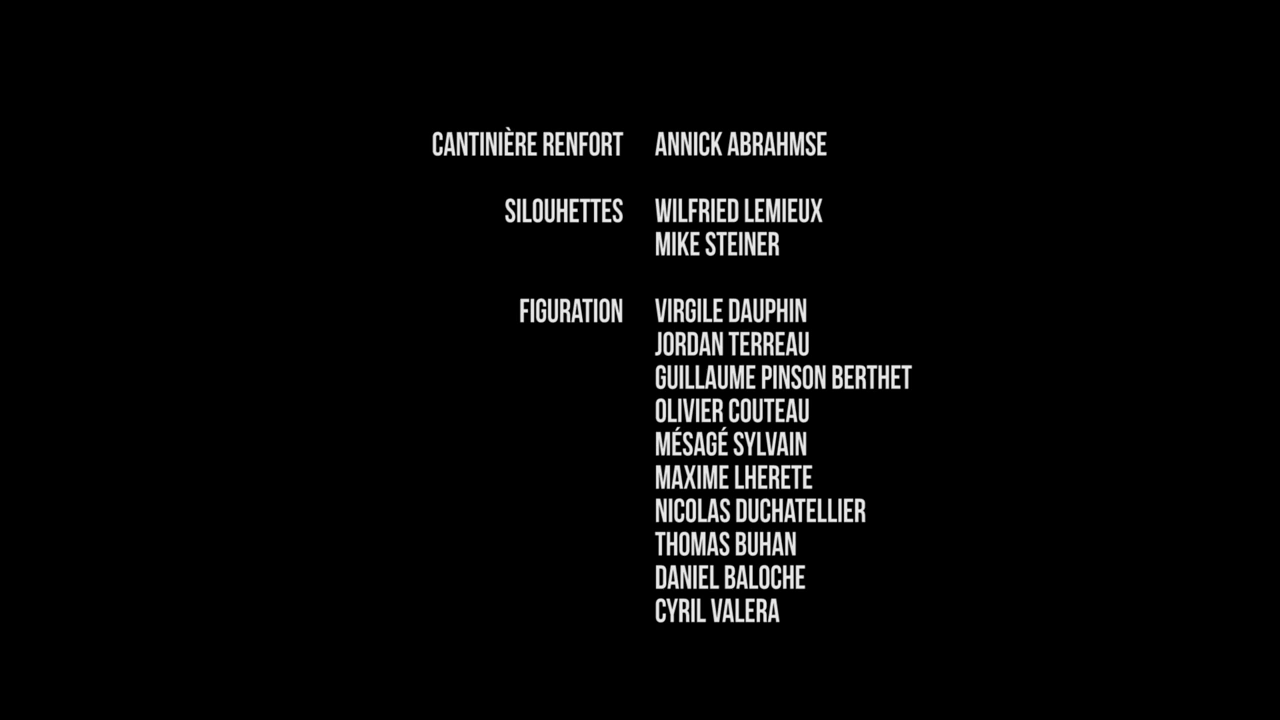 CANTINIÈRE RENFORT ANNICK ABRAHMSE
SILOUHETTES WILFRIED LEMIEUX
MIKE STEINER
FIGURATION VIRGILE DAUPHIN
JORDAN TERREAU
GUILLAUME PINSON BERTHET
OLIVIER COUTEAU
MÉSAGÉ SYLVAIN
MAXIME LHERETE
NICOLAS DUCHATELLIER
THOMAS BUHAN
DANIEL BALOCHE
CYRIL VALERA